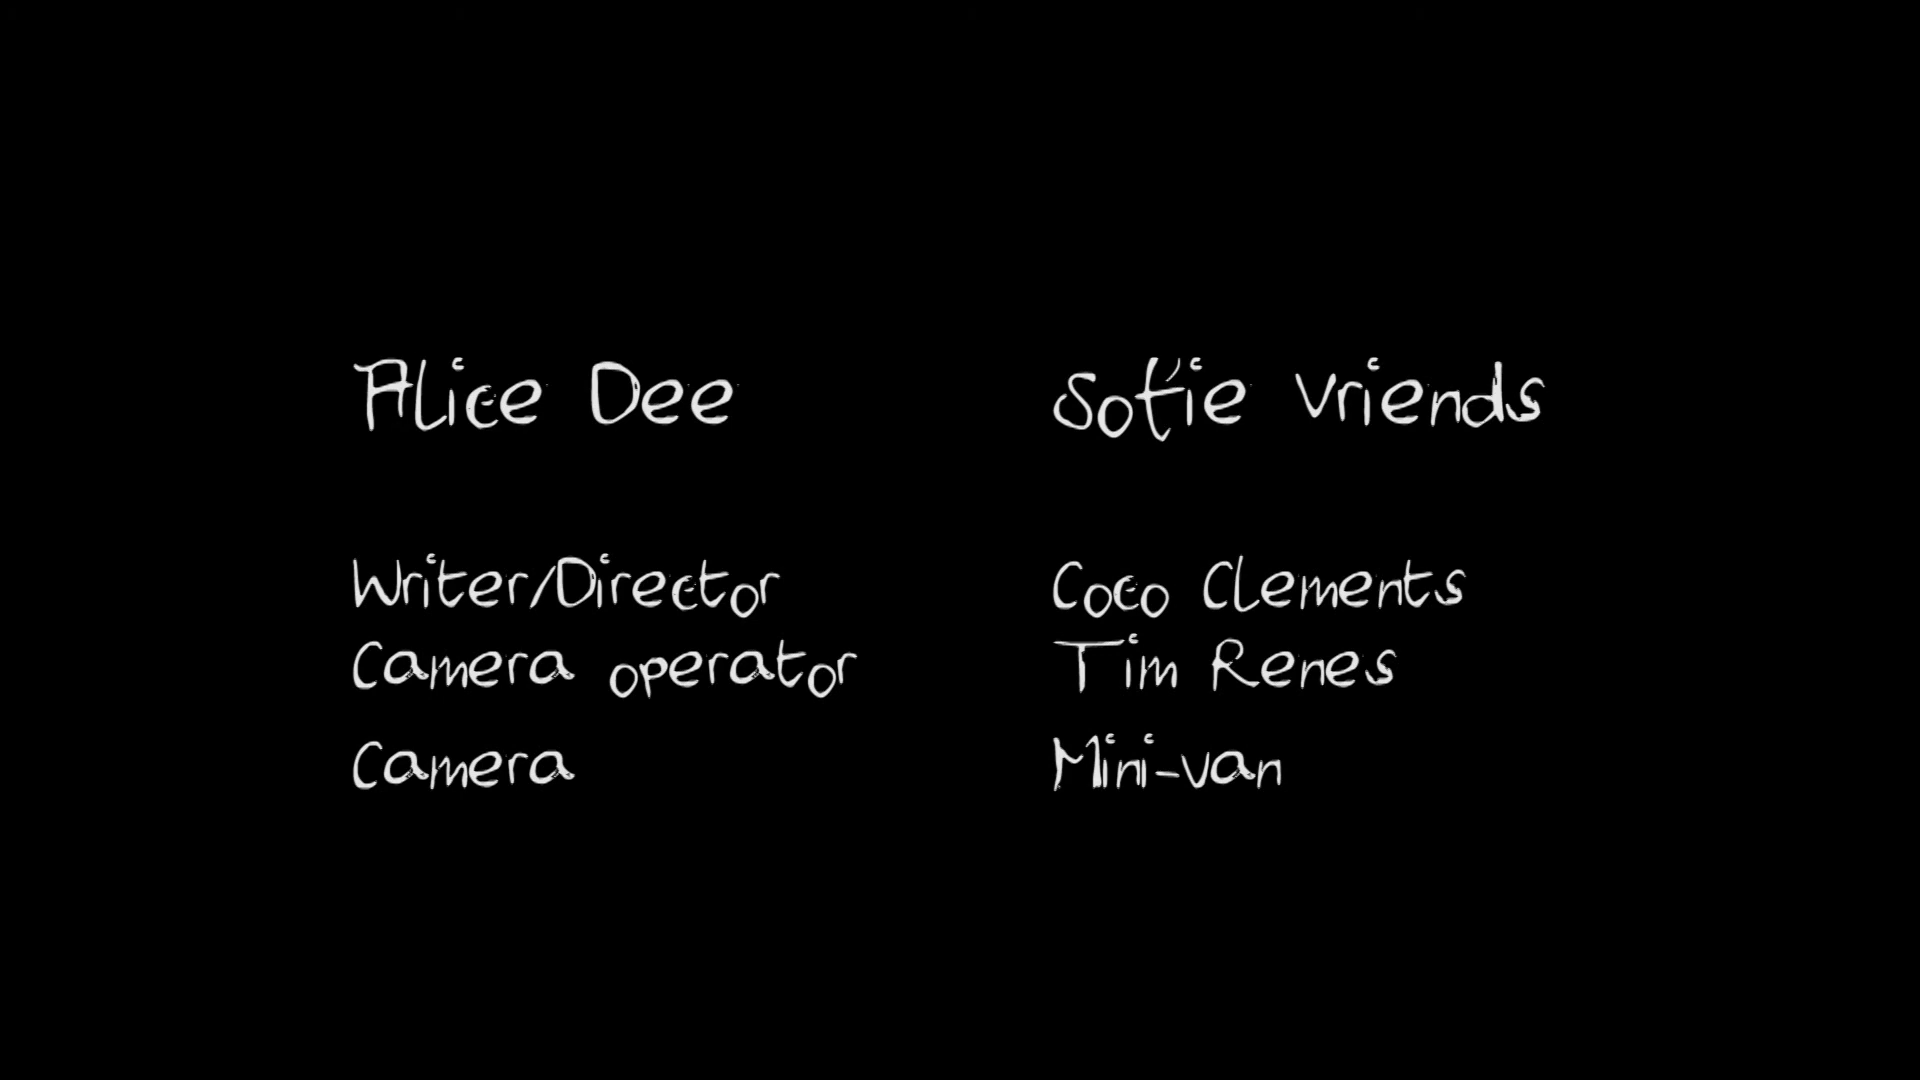 Alice Dee Sofie Vriends
Writer/Director Coco Clements
Camera operator Tim Renes
Camera Mini-van